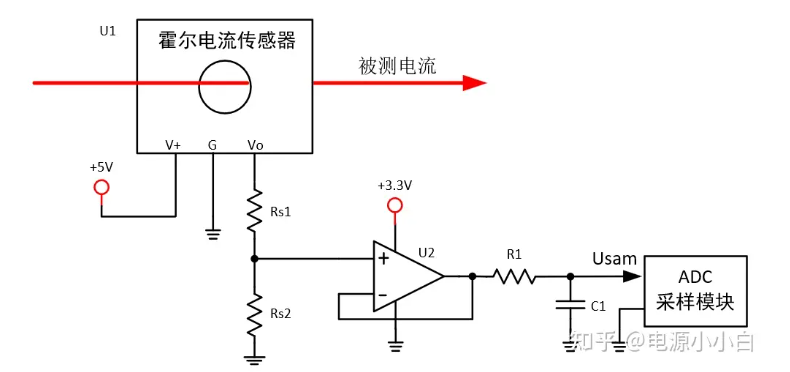 U1
霍尔电流传感器
被测电流
V+ G Vo
+5V
+3.3V
Rs1
U2
+
-
R1
Usam
ADC
采样模块
Rs2
C1
知乎 @电源小小白